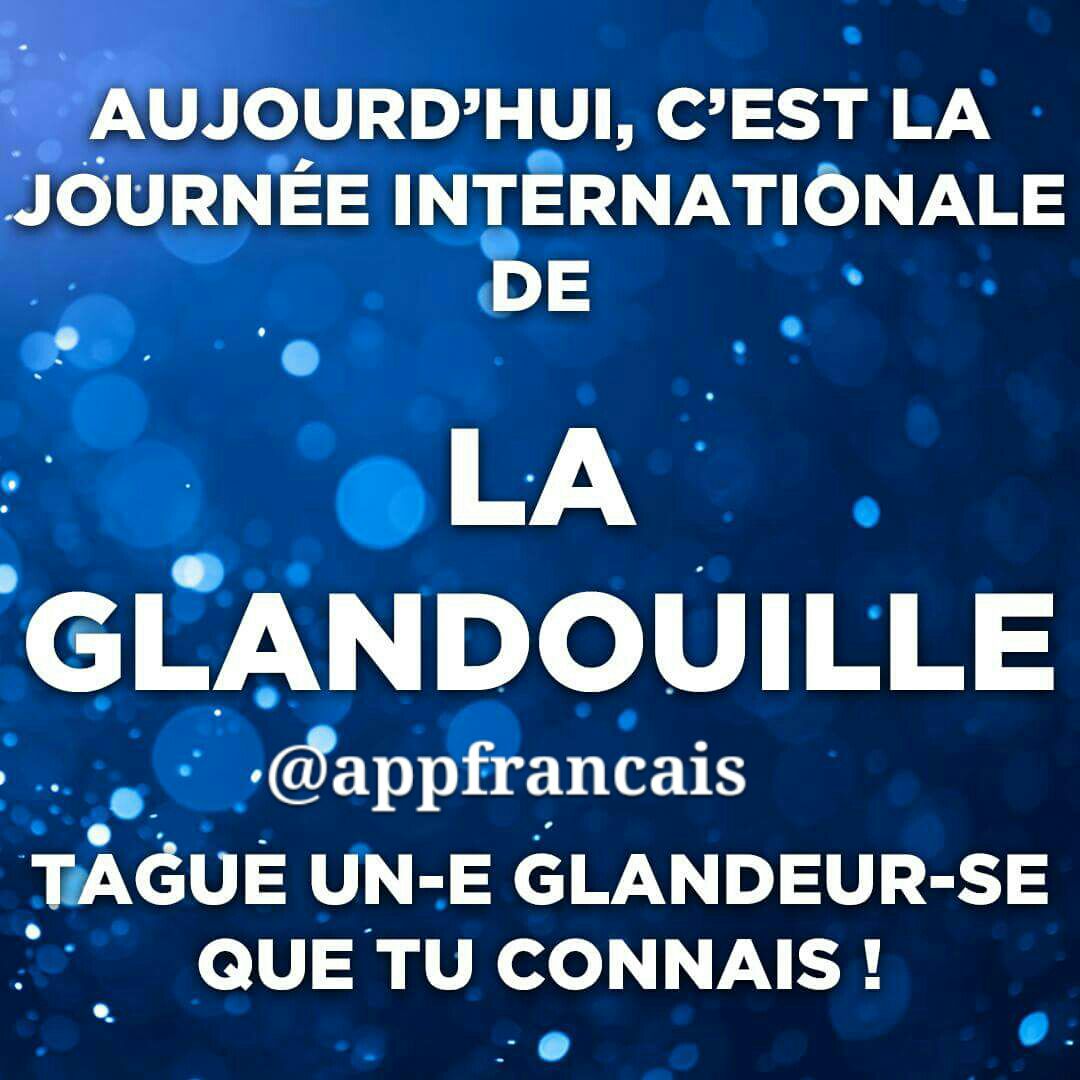 AUJOURD’HUI, C’EST LA
JOURNÉE INTERNATIONALE
DE
LA
GLANDOUILLE
@appfrancais
TAGUE UN-E GLANDEUR-SE
QUE TU CONNAIS !